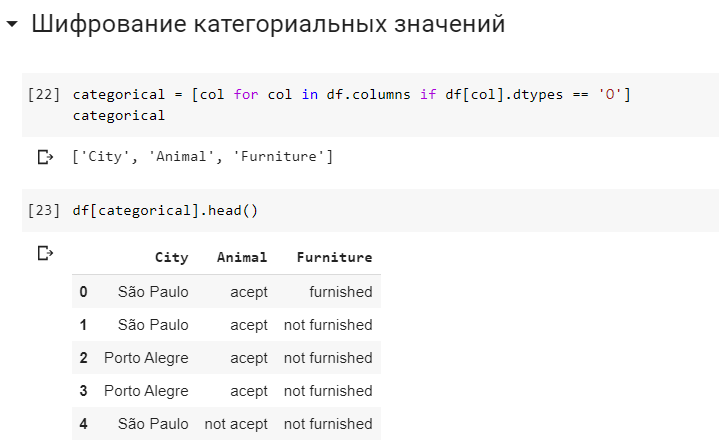 Шифрование категориальных значений
[22] categorical = [col for col in df.columns if df[col].dtypes == 'O']
categorical
['City', 'Animal', 'Furniture']
[23] df[categorical].head()
City Animal Furniture
0 São Paulo acept furnished
1 São Paulo acept not furnished
2 Porto Alegre acept not furnished
3 Porto Alegre acept not furnished
4 São Paulo not acept not furnished